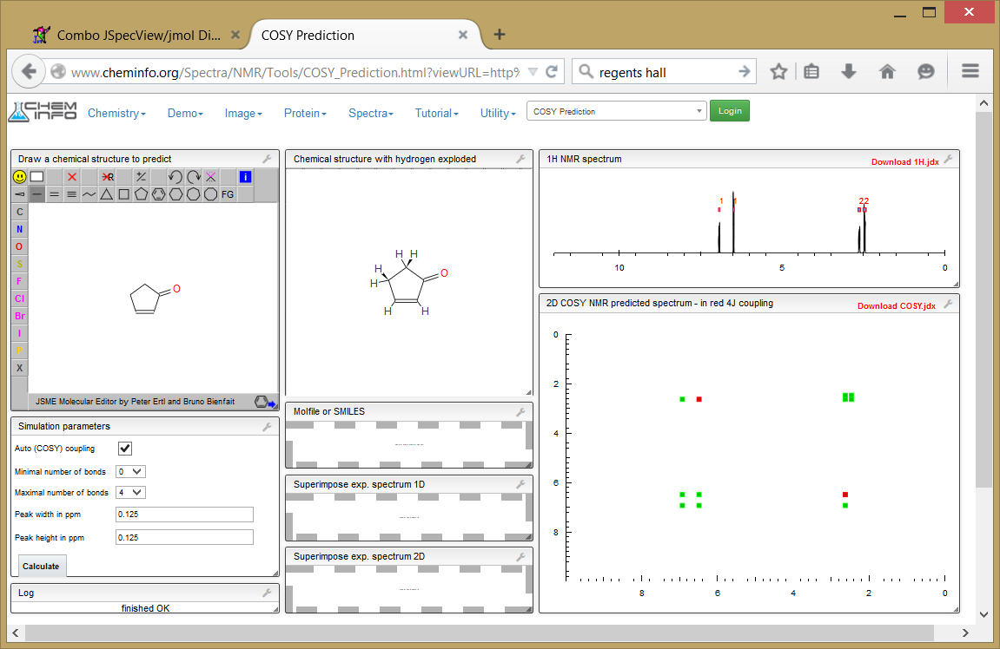 Combo JSpecView/jmol Di...
COSY Prediction
www.cheminfo.org/Spectra/NMR/Tools/COSY_Prediction.html?viewURL=http%
regents hall
CHEM INFO
Chemistry
Demo
Image
Protein
Spectra
Tutorial
Utility
COSY Prediction
Login
Draw a chemical structure to predict
R
i
FG
C
N
O
S
F
Cl
Br
I
P
X
O
JSME Molecular Editor by Peter Ertl and Bruno Bienfait
Simulation parameters
Auto (COSY) coupling
Minimal number of bonds 0
Maximal number of bonds 4
Peak width in ppm 0.125
Peak height in ppm 0.125
Calculate
Log
finished OK
Chemical structure with hydrogen exploded
H H
H O
H
H H
Molfile or SMILES
Superimpose exp. spectrum 1D
Superimpose exp. spectrum 2D
1H NMR spectrum
Download 1H.jdx
1 1 2 2
10 5 0
2D COSY NMR predicted spectrum - in red 4J coupling
Download COSY.jdx
0
2
4
6
8
8 6 4 2 0